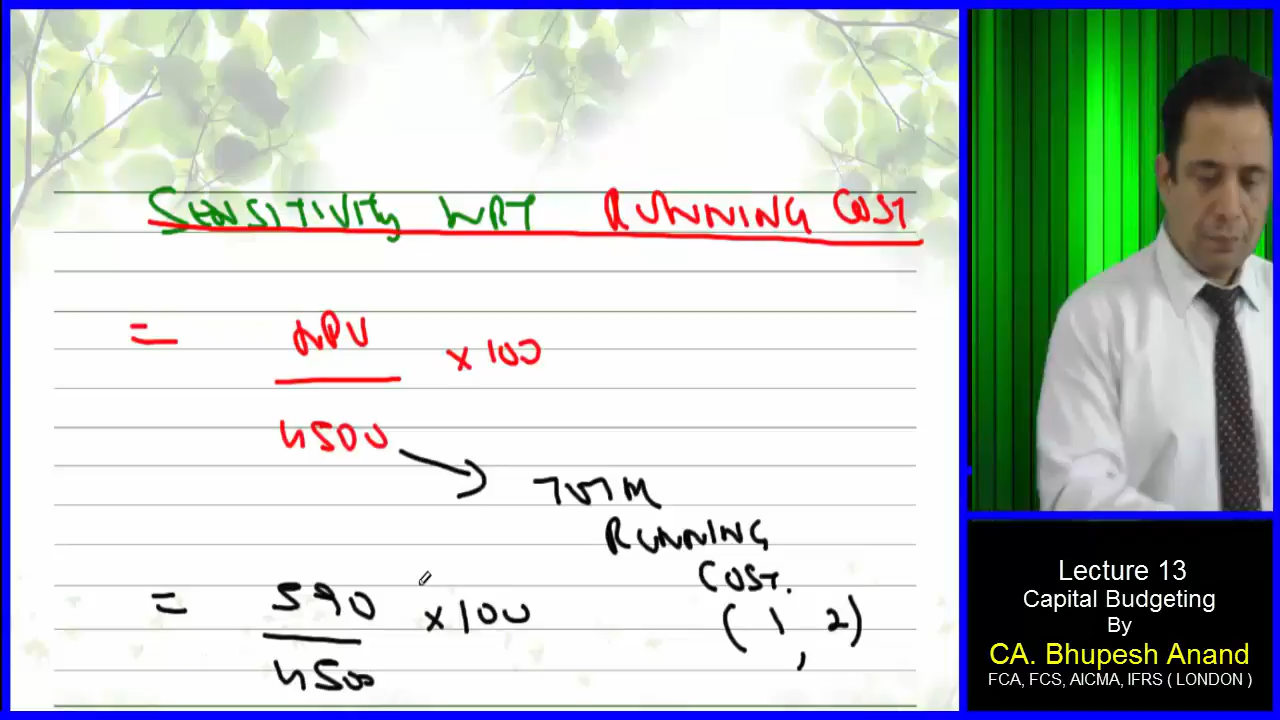 SENSITIVITY WRT RUNNING COST
= NPV × 100
4500
TOTAL
RUNNING
COST.
(1, 2)
= 590 × 100
4500
Lecture 13
Capital Budgeting
By
CA. Bhupesh Anand
FCA, FCS, AICMA, IFRS ( LONDON )